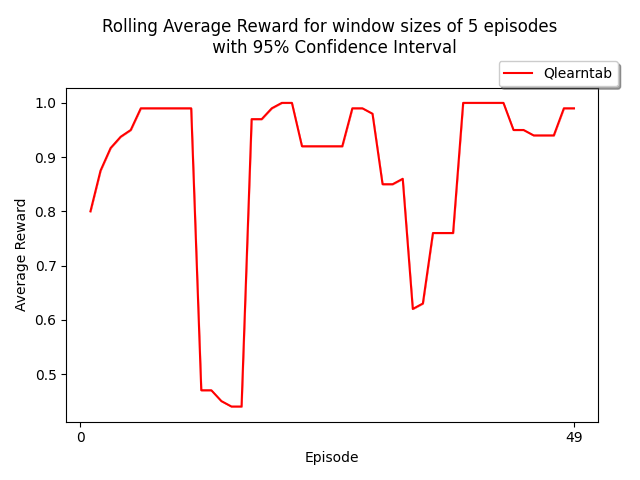 Rolling Average Reward for window sizes of 5 episodes
with 95% Confidence Interval
Qlearntab
1.0
0.9
0.8
0.7
0.6
0.5
Average Reward
0
49
Episode